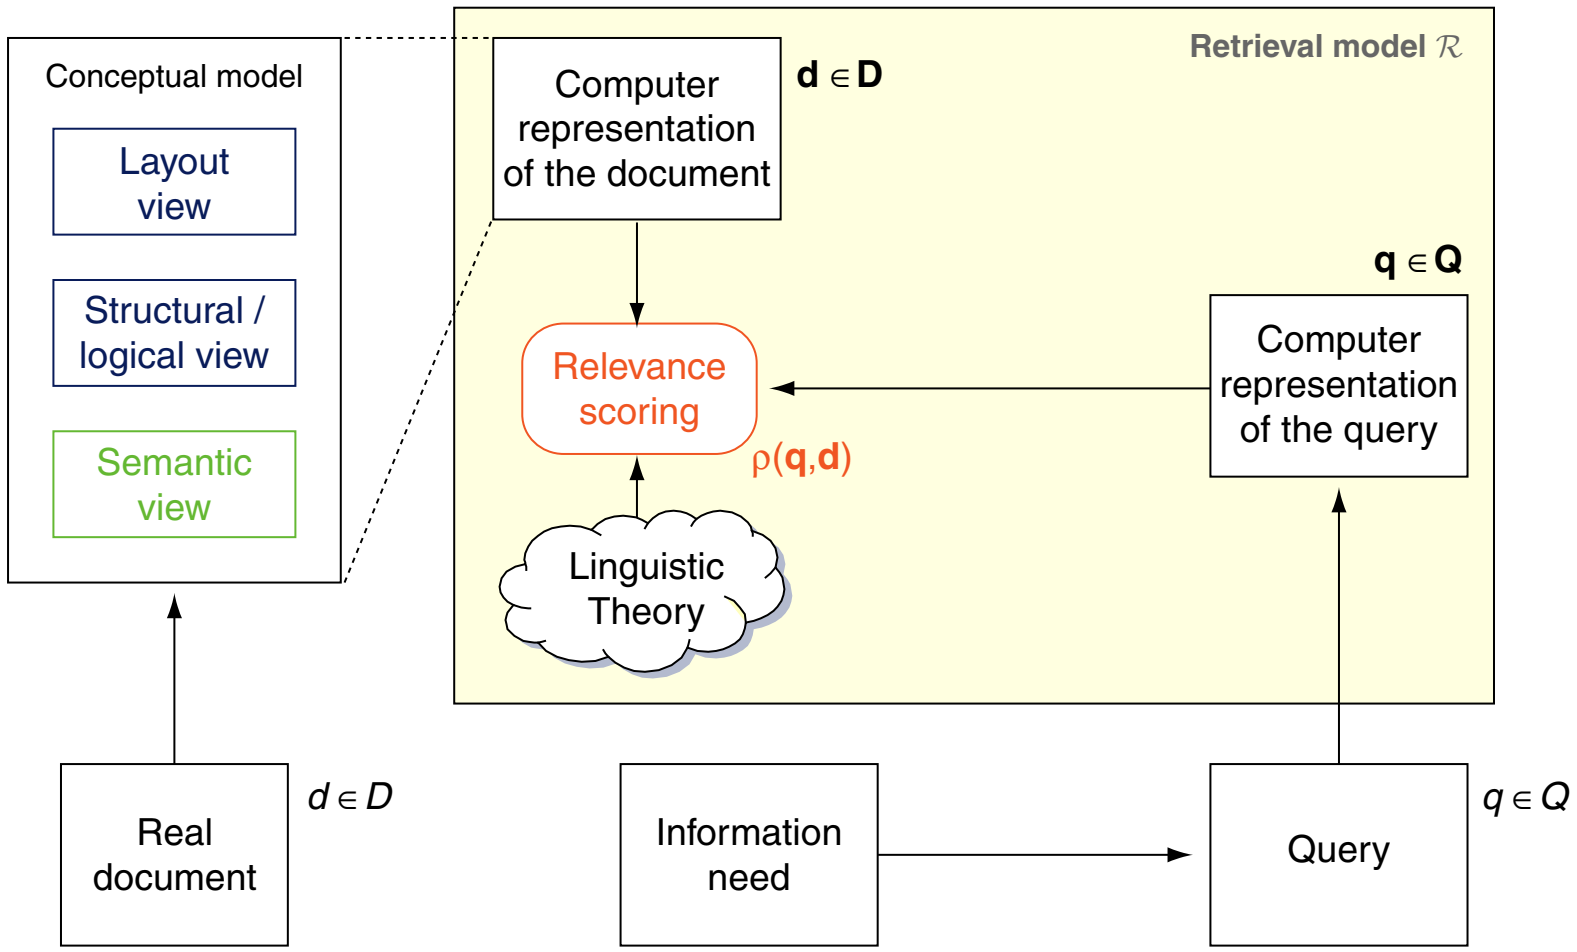 Conceptual model
Layout
view
Structural /
logical view
Semantic
view
Real
document
d ∈ D
Retrieval model ℛ
Computer
representation
of the document
d ∈ D
Relevance
scoring
ρ(q,d)
Linguistic
Theory
q ∈ Q
Computer
representation
of the query
Information
need
Query
q ∈ Q